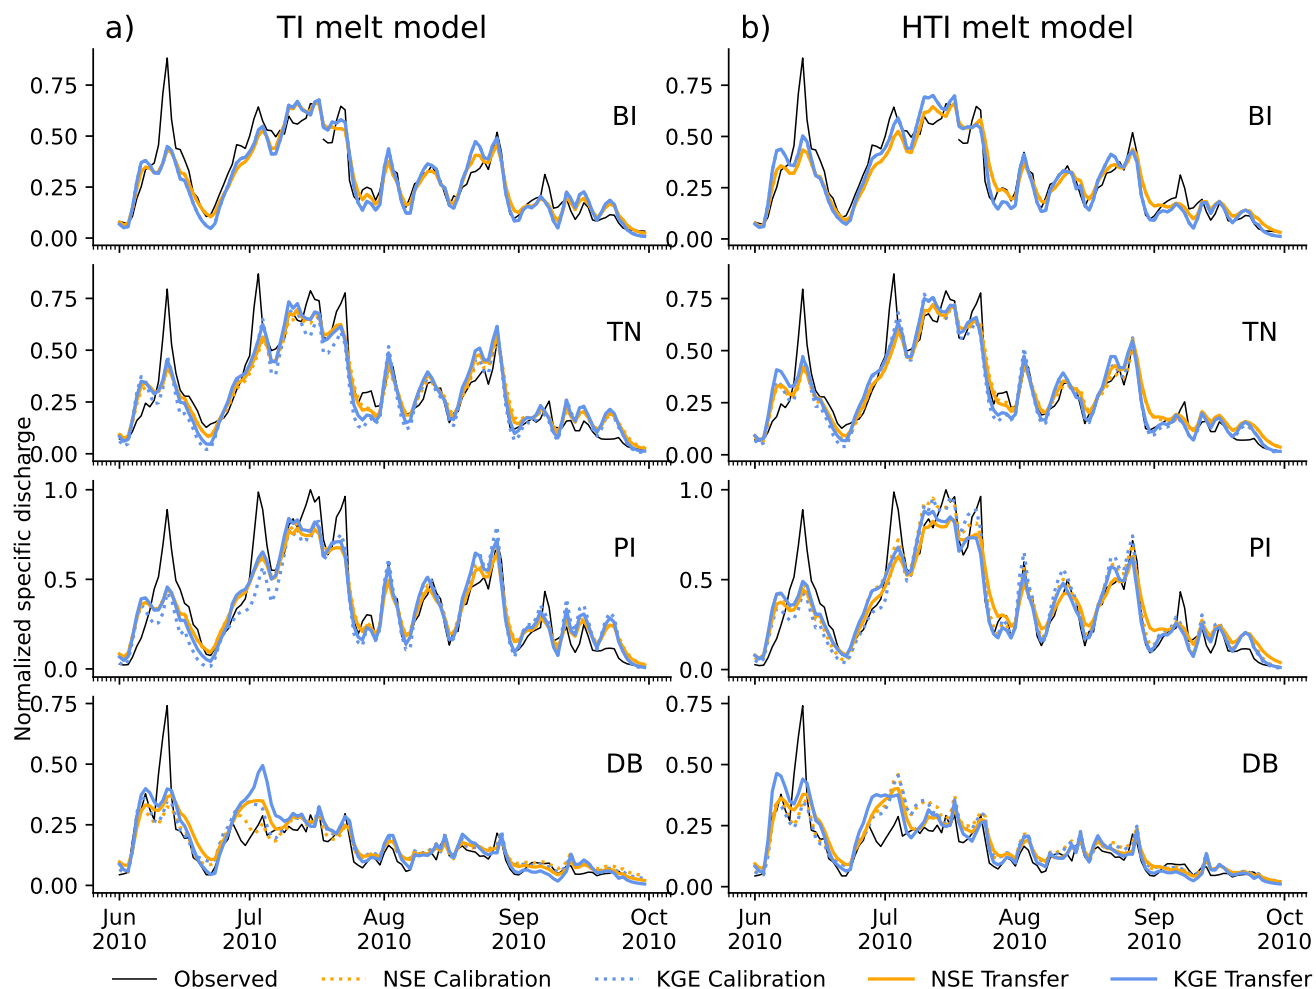 a) TI melt model b) HTI melt model
0.75 0.75
BI BI
0.50 0.50
0.25 0.25
0.00 0.00
0.75 0.75
TN TN
0.50 0.50
0.25 0.25
0.00 0.00
Normalized specific discharge
1.0 1.0
PI PI
0.5 0.5
0.0 0.0
0.75 0.75
DB DB
0.50 0.50
0.25 0.25
0.00 0.00
Jun Jul Aug Sep Oct Jun Jul Aug Sep Oct
2010 2010 2010 2010 2010 2010 2010 2010 2010 2010
Observed NSE Calibration KGE Calibration NSE Transfer KGE Transfer